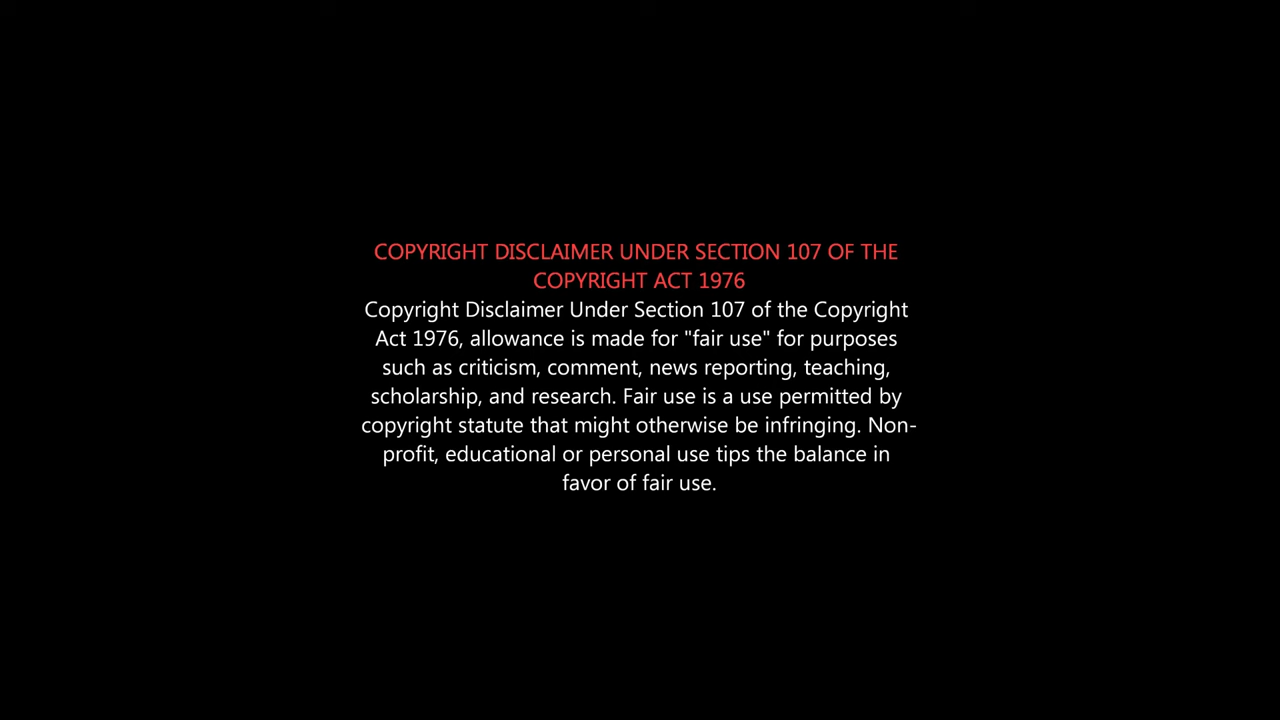 COPYRIGHT DISCLAIMER UNDER SECTION 107 OF THE
COPYRIGHT ACT 1976
Copyright Disclaimer Under Section 107 of the Copyright
Act 1976, allowance is made for "fair use" for purposes
such as criticism, comment, news reporting, teaching,
scholarship, and research. Fair use is a use permitted by
copyright statute that might otherwise be infringing. Non-
profit, educational or personal use tips the balance in
favor of fair use.